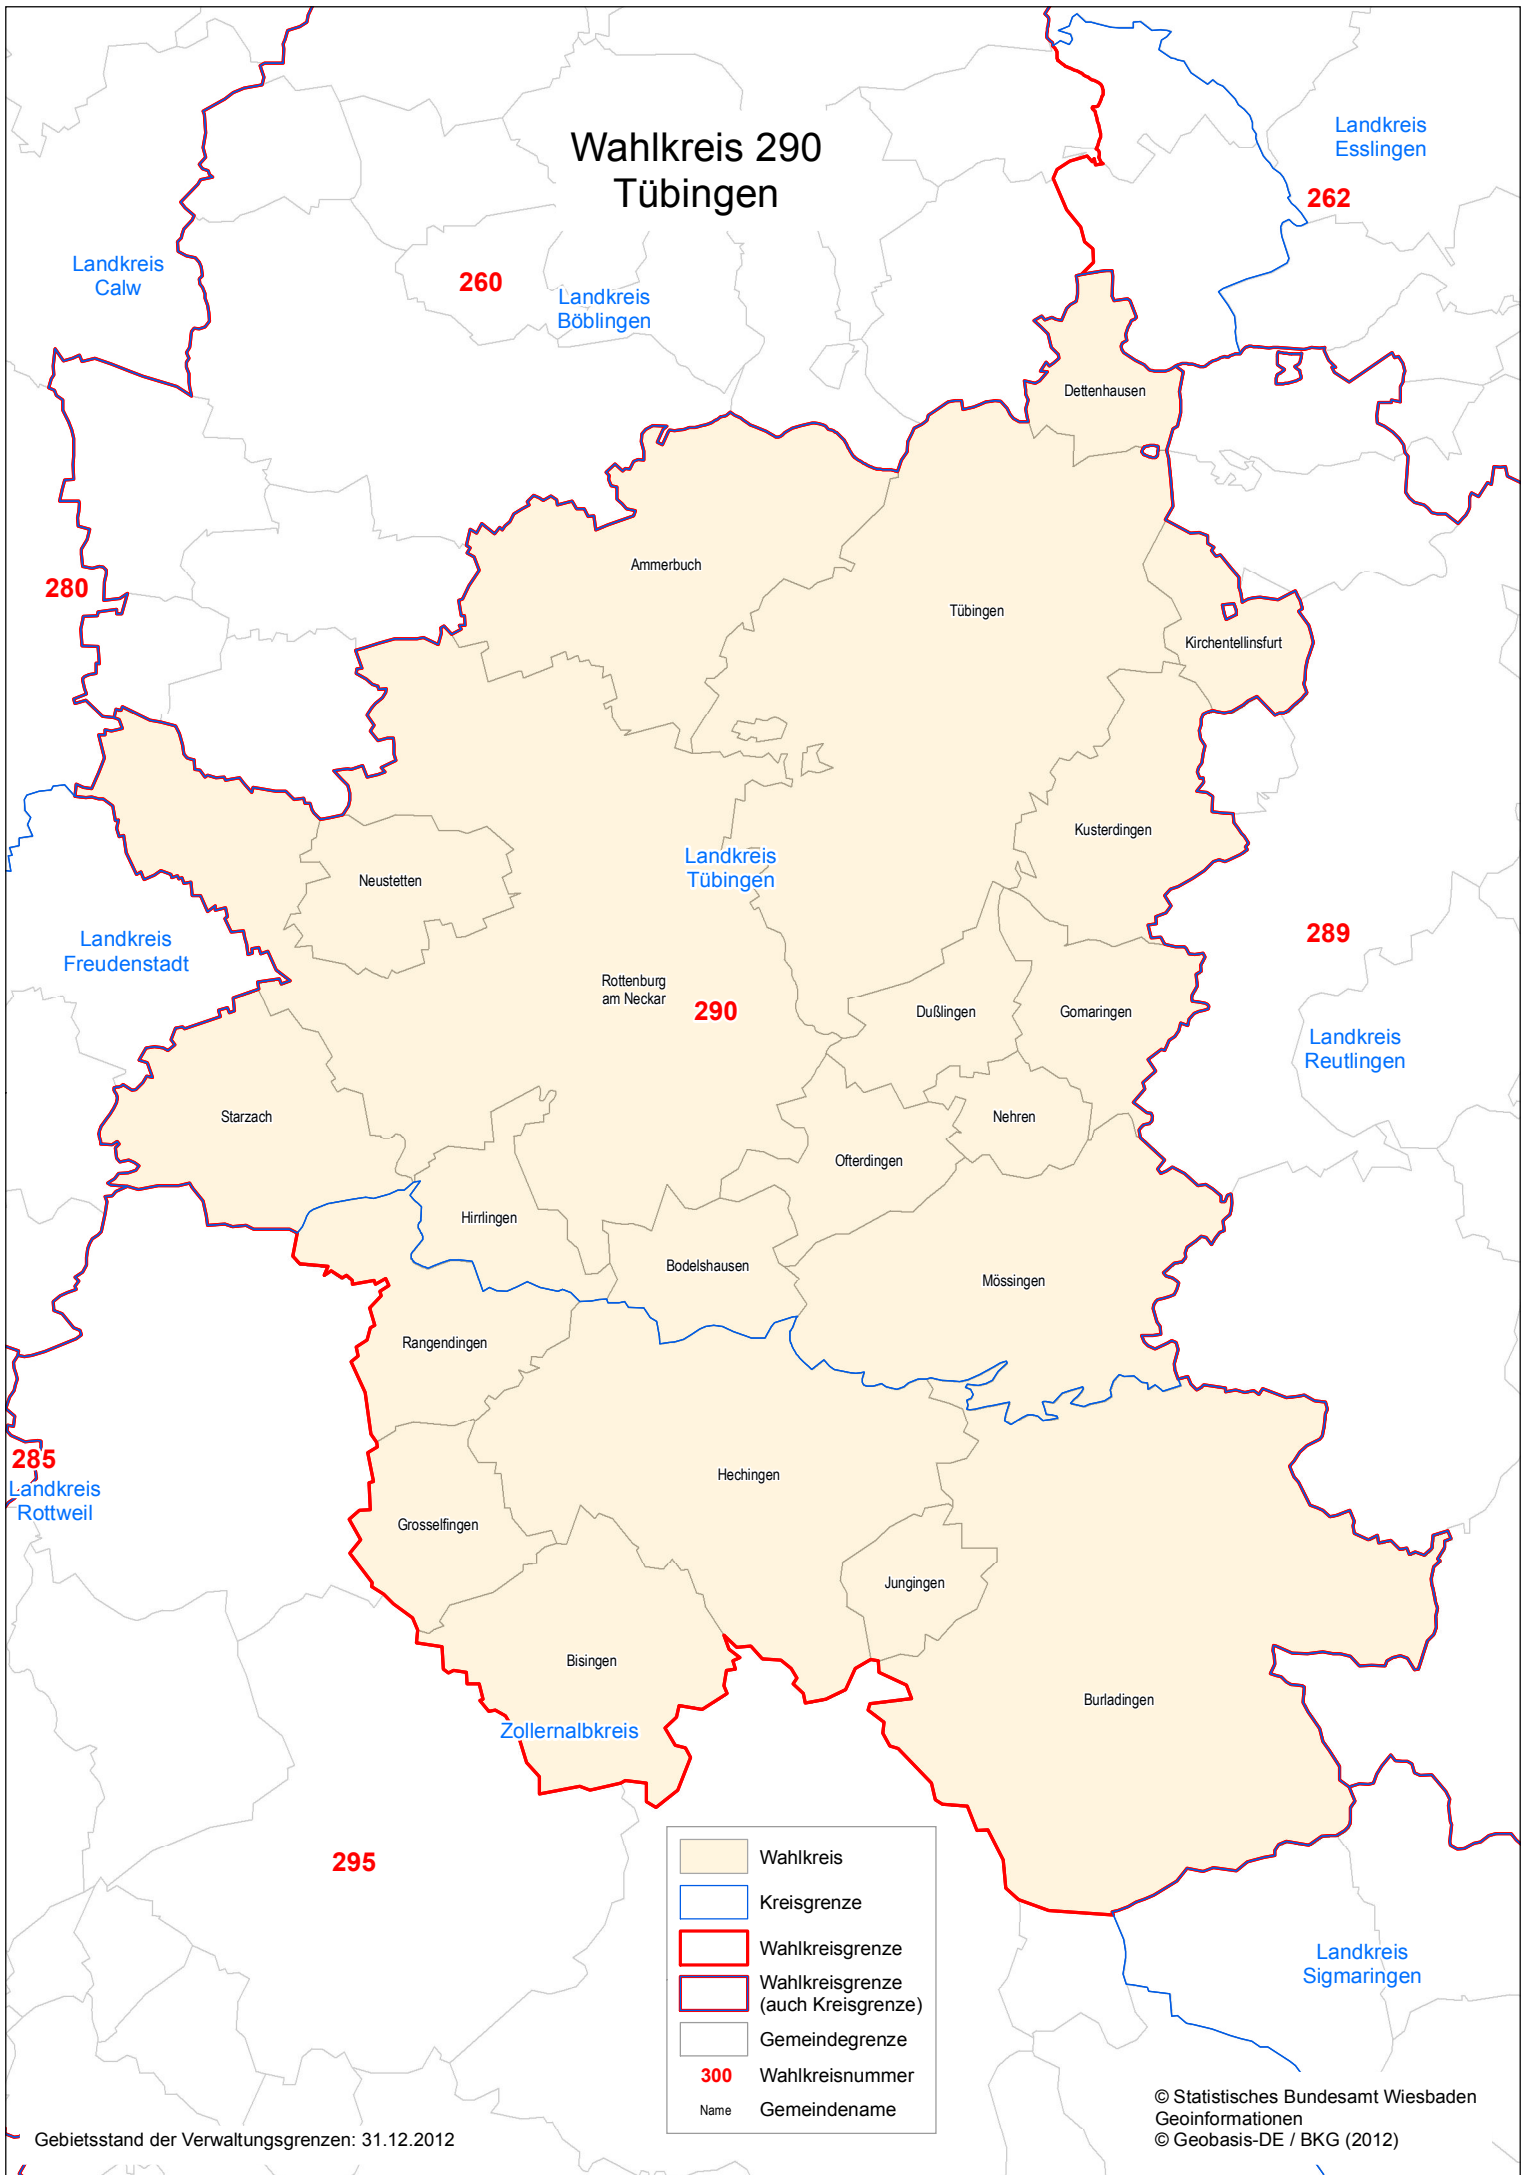 Wahlkreis 290
Tübingen
Landkreis
Esslingen
262
Landkreis
Calw
260
Landkreis
Böblingen
Dettenhausen
280
Ammerbuch
Tübingen
Kirchentellinsfurt
Kusterdingen
Landkreis
Tübingen
Neustetten
Landkreis
Freudenstadt
289
Rottenburg
am Neckar
290
Dußlingen
Gomaringen
Landkreis
Reutlingen
Starzach
Nehren
Ofterdingen
Hirrlingen
Bodelshausen
Mössingen
Rangendingen
285
Landkreis
Rottweil
Hechingen
Grosselfingen
Jungingen
Bisingen
Burladingen
Zollernalbkreis
295
Wahlkreis
Kreisgrenze
Wahlkreisgrenze
Wahlkreisgrenze
(auch Kreisgrenze)
Gemeindegrenze
300 Wahlkreisnummer
Name Gemeindename
Landkreis
Sigmaringen
© Statistisches Bundesamt Wiesbaden
Geoinformationen
© Geobasis-DE / BKG (2012)
Gebietsstand der Verwaltungsgrenzen: 31.12.2012